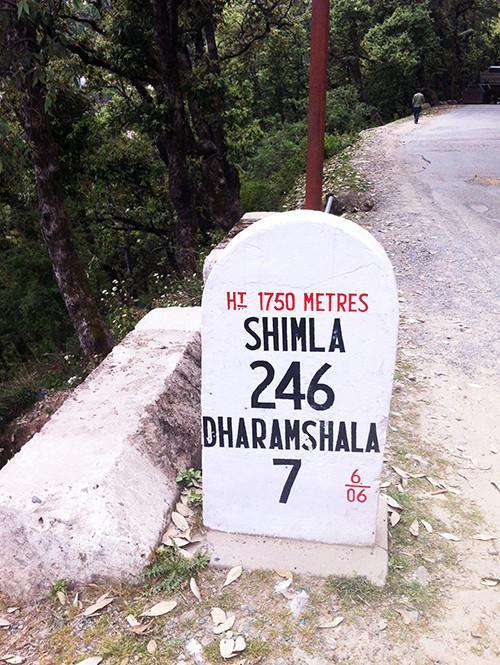 HT 1750 METRES
SHIMLA
246
DHARAMSHALA
7
6/06